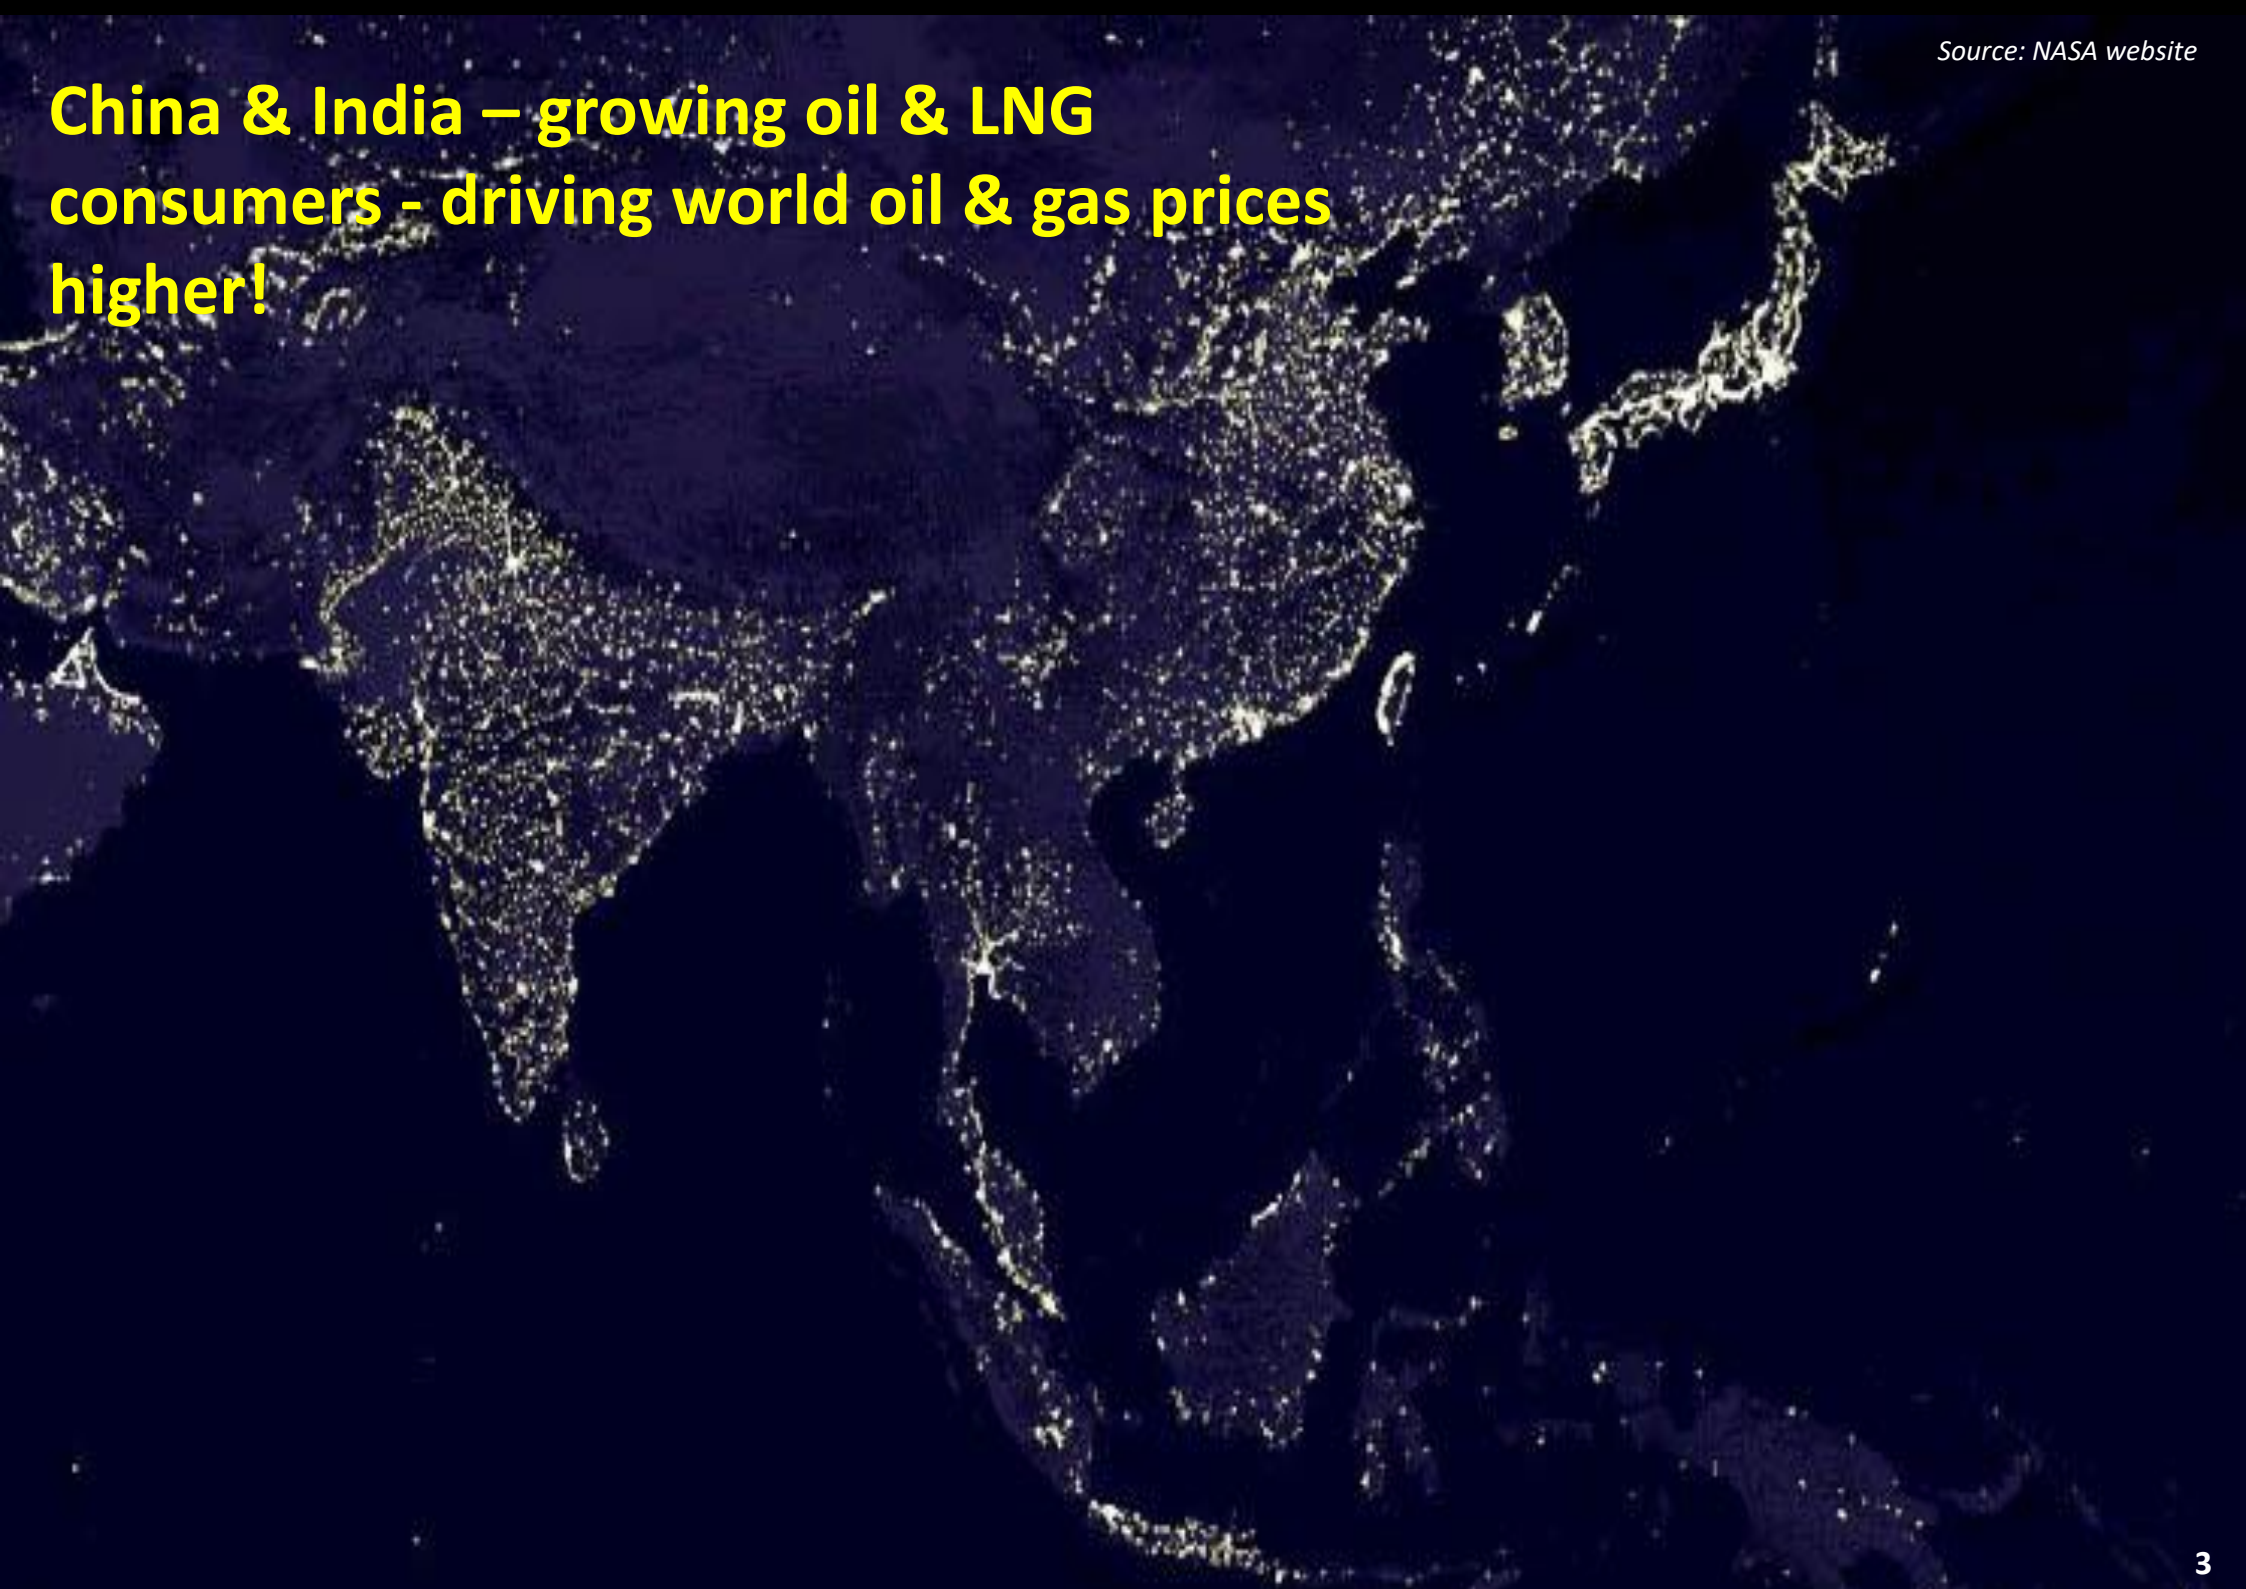 Source: NASA website
China & India – growing oil & LNG
consumers - driving world oil & gas prices
higher!
3